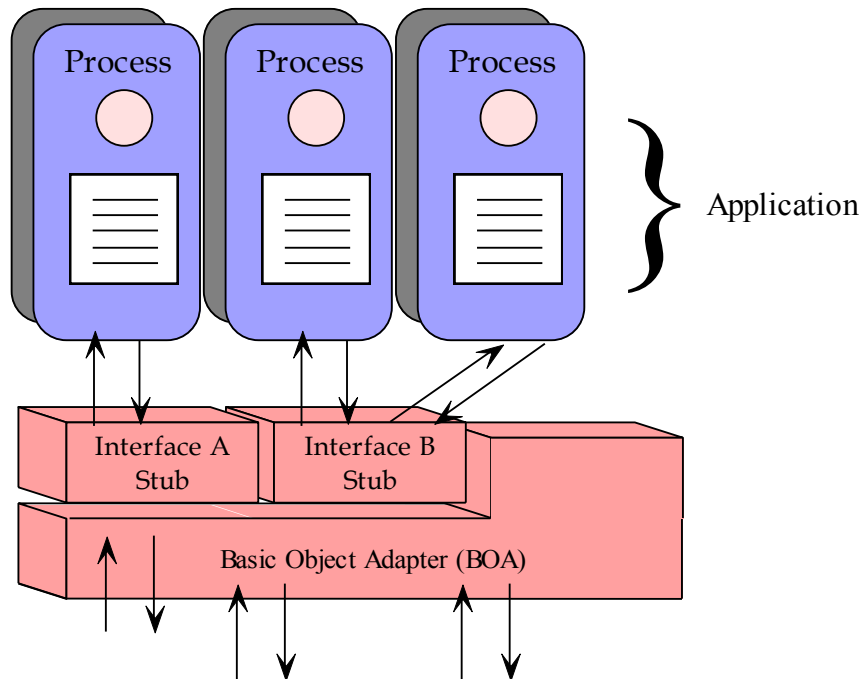 Process
Process
Process
Application
Interface A
Stub
Interface B
Stub
Basic Object Adapter (BOA)